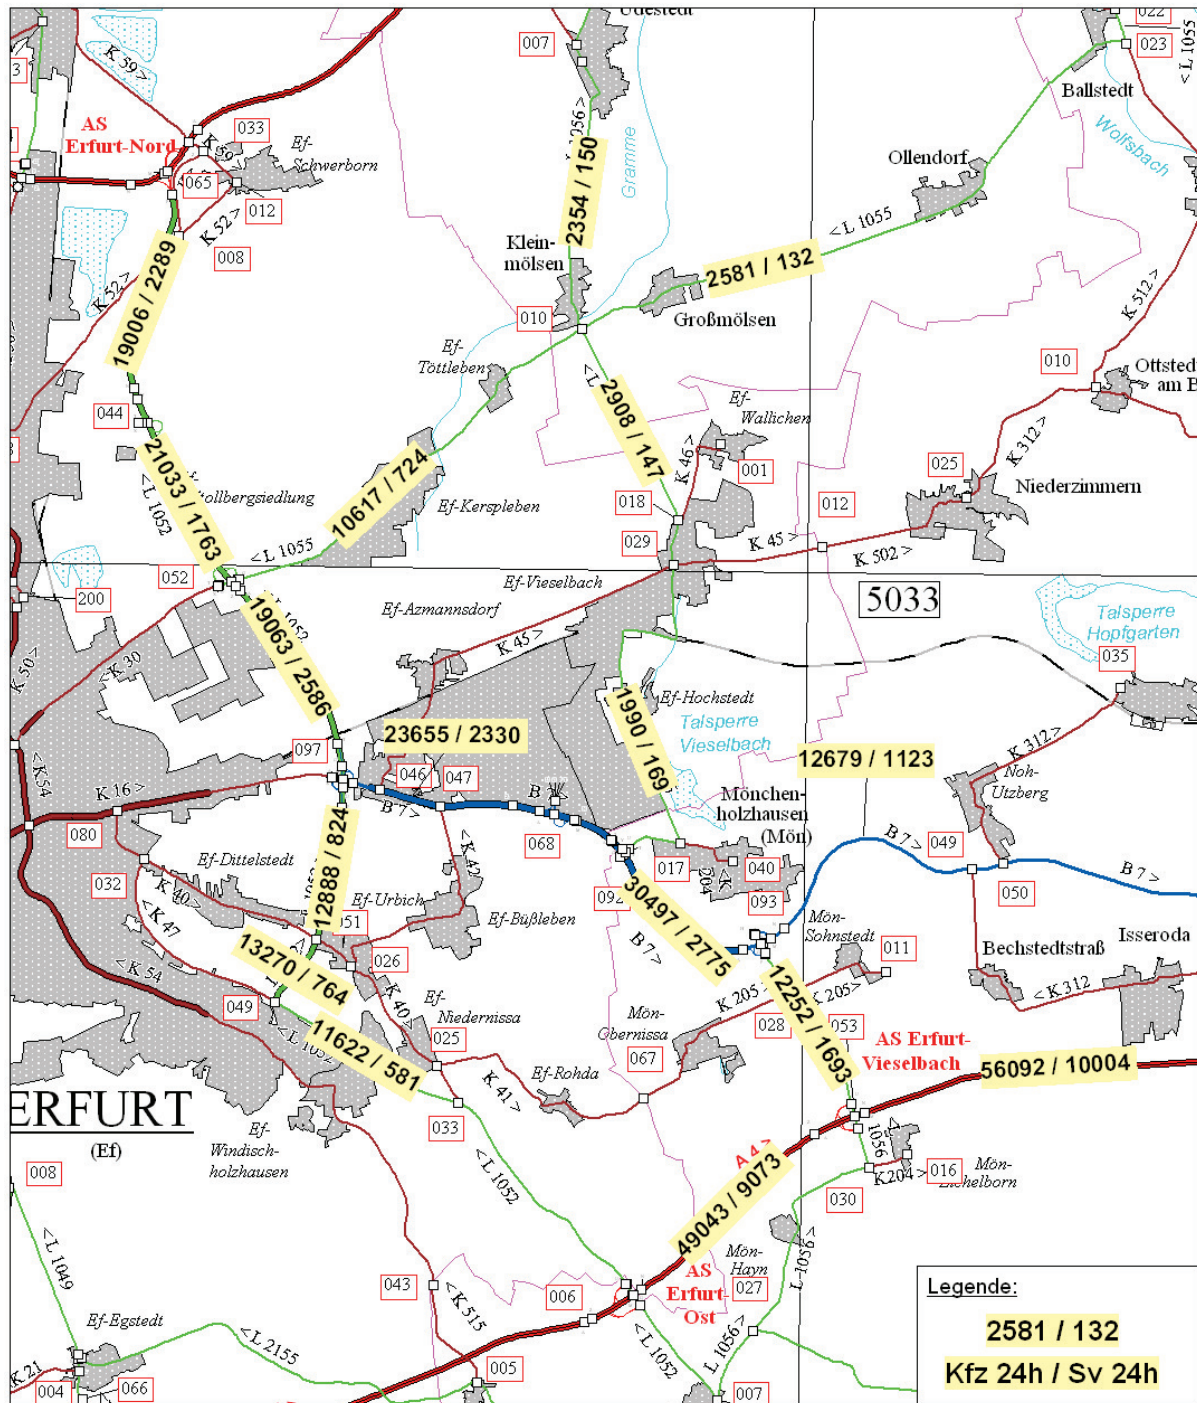 Udestedt
022
007
023
< L 1055
K 59 >
Ballstedt
AS
Erfurt-Nord
033
Ef-
Schwerborn
K 59 >
1056 >
Gramme
Wolfsbach
Ollendorf
065
012
K 52 >
008
2354 / 150
< L 1055
Klein-
mölsen
2581 / 132
K 52 >
19006 / 2289
Großmölsen
010
K 512 >
Ef-
Töttleben
010
Ottstedt
am B
044
2908 / 147
Ef-
Wallichen
K 46 >
001
K 312 >
21033 / 1763
025
Niederzimmern
tollbergsiedlung
< L 1052
10617 / 724
Ef-Kerspleben
018
012
029
K 45 >
K 502 >
< L 1055
052
Ef-Vieselbach
200
5033
Ef-Azmannsdorf
L 1052
19063 / 2586
Talsperre
Hopfgarten
K 50 >
< K 30
K 45 >
035
Ef-Hochstedt
1990 / 169
23655 / 2330
Talsperre
Vieselbach
097
12679 / 1123
K 312 >
< K 54
046
047
Noh-
Utzberg
K 16 >
B 7 >
B
Mönchen-
holzhausen
(Mön)
080
068
B 7 >
049
Ef-Dittelstedt
< K 42
017
040
< K
204
050
B 7 >
032
K 40 >
12888 / 824
092
093
Ef-Urbich
30497 / 2775
< K 47
051
Ef-Büßleben
Mön-
Sohnstedt
Isseroda
B 7 >
Bechstedtstraß
011
< K 54
13270 / 764
026
12252 / 1693
K 205 >
K 205 >
< K 312
049
K 40 >
Ef-
Niedernissa
Mön-
Obernissa
028
053
< L 1052
11622 / 581
025
AS Erfurt-
Vieselbach
067
56092 / 10004
Ef-Rohda
K 41 >
ERFURT
(Ef)
033
Ef-
Windisch-
holzhausen
A 4 >
1056
K204 >
016
Mön-
008
030
< L 1052
49043 / 9073
< L 1049
Mön-
Hayn
L 1056 >
043
006
AS
Erfurt-
Ost
027
Legende:
Ef-Egstedt
< K 515
2581 / 132
< L 2155
< L 1052
L 1056 >
K 21
005
Kfz 24h / Sv 24h
004
066
007